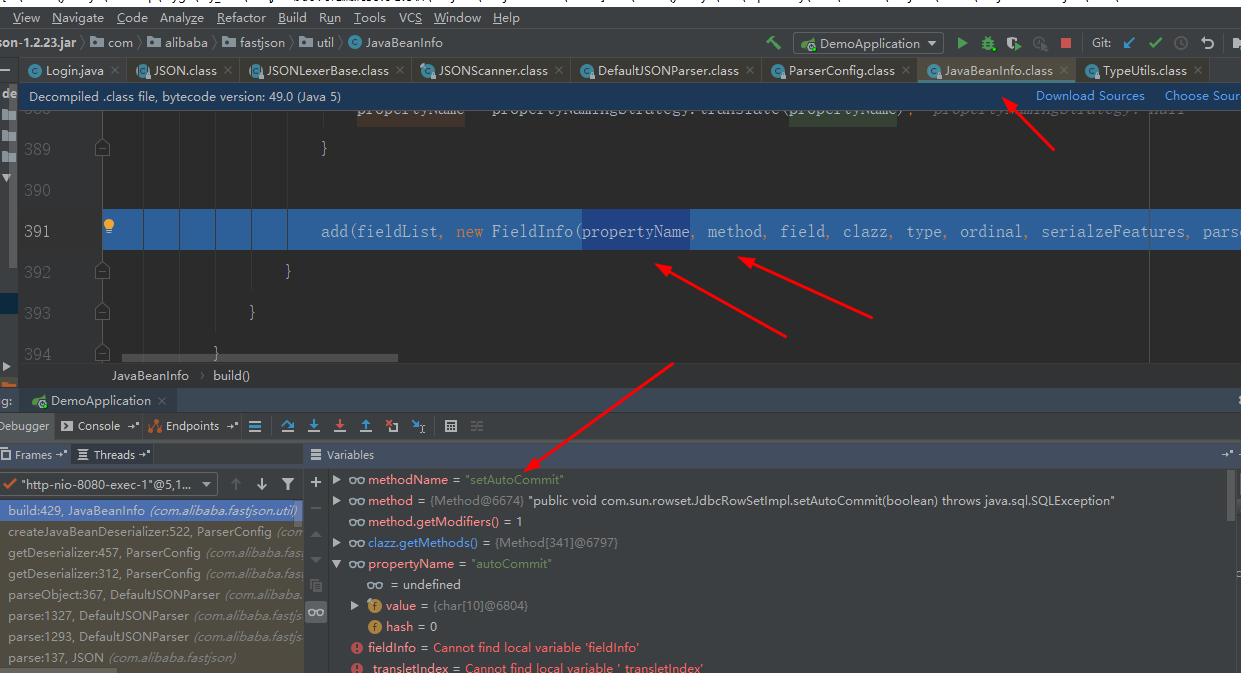 View Navigate Code Analyze Refactor Build Run Tools VCS Window Help
son-1.2.23.jar com alibaba fastjson util JavaBeanInfo DemoApplication Git:
Login.java JSON.class JSONLexerBase.class JSONScanner.class DefaultJSONParser.class ParserConfig.class JavaBeanInfo.class TypeUtils.class
de
Decompiled .class file, bytecode version: 49.0 (Java 5) Download Sources Choose Sour
389 }
390
391 add(fieldList, new FieldInfo(propertyName, method, field, clazz, type, ordinal, serialzeFeatures, pars
392 }
393 }
394 }
JavaBeanInfo build()
g: DemoApplication
Debugger Console Endpoints
Frames Threads Variables
"http-nio-8080-exec-1"@5,1...
build:429, JavaBeanInfo (com.alibaba.fastjson.util)
createJavaBeanDeserializer:522, ParserConfig (com
getDeserializer:457, ParserConfig (com.alibaba.fast
getDeserializer:312, ParserConfig (com.alibaba.fast
parseObject:367, DefaultJSONParser (com.alibaba.
parse:1327, DefaultJSONParser (com.alibaba.fastjs
parse:1293, DefaultJSONParser (com.alibaba.fastjs
parse:137, JSON (com.alibaba.fastjson)
methodName = "setAutoCommit"
method = {Method@6674} "public void com.sun.rowset.JdbcRowSetImpl.setAutoCommit(boolean) throws java.sql.SQLException"
method.getModifiers() = 1
clazz.getMethods() = {Method[341]@6797}
propertyName = "autoCommit"
= undefined
value = {char[10]@6804}
hash = 0
fieldInfo = Cannot find local variable 'fieldInfo'
_transletIndex = Cannot find local variable '_transletIndex'